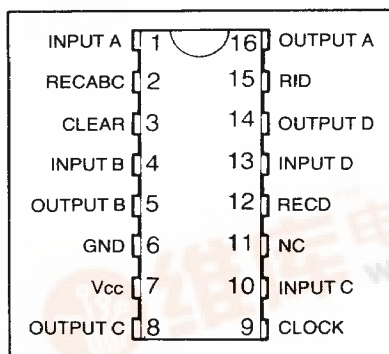 INPUT A 1 16 OUTPUT A
RECABC 2 15 RID
CLEAR 3 14 OUTPUT D
INPUT B 4 13 INPUT D
OUTPUT B 5 12 RECD
GND 6 11 NC
Vcc 7 10 INPUT C
OUTPUT C 8 9 CLOCK